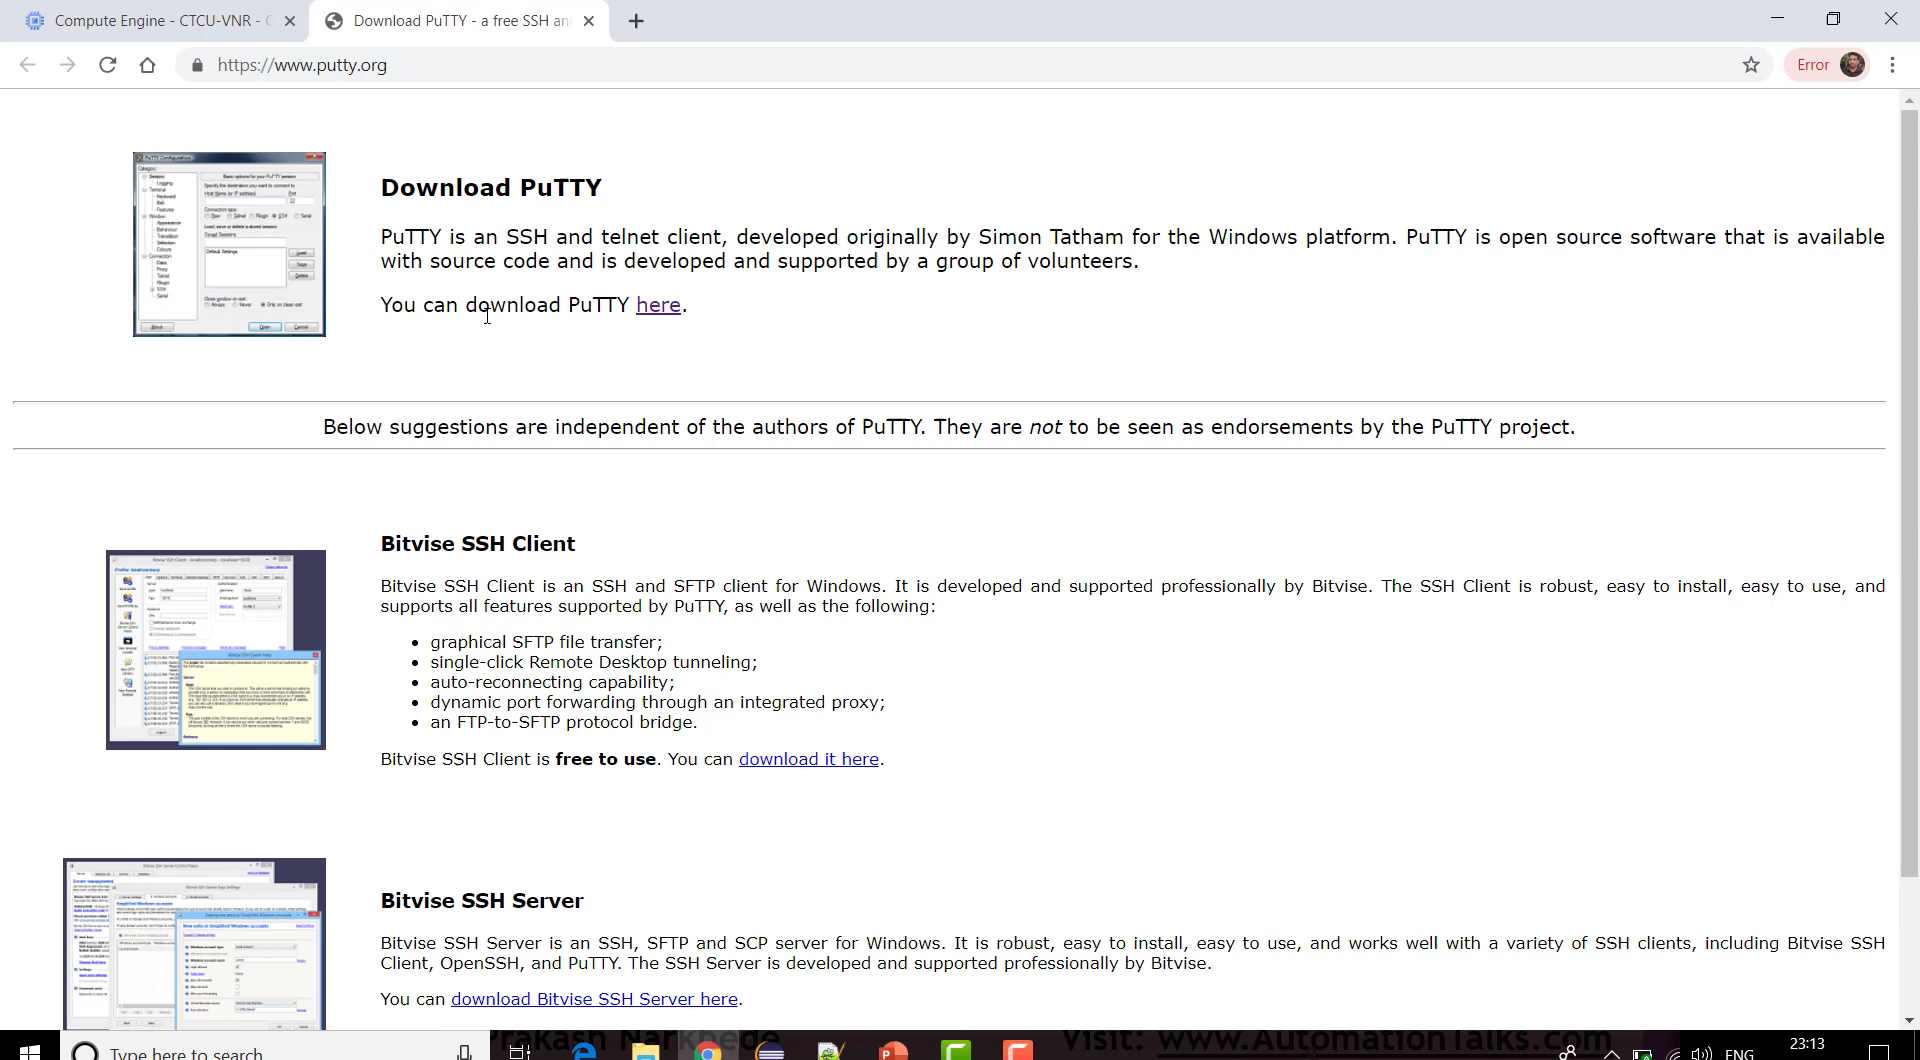 Compute Engine - CTCU-VNR - G
Download PuTTY - a free SSH an
https://www.putty.org
Error
Download PuTTY
PuTTY is an SSH and telnet client, developed originally by Simon Tatham for the Windows platform. PuTTY is open source software that is available
with source code and is developed and supported by a group of volunteers.
You can download PuTTY here.
Below suggestions are independent of the authors of PuTTY. They are not to be seen as endorsements by the PuTTY project.
Bitvise SSH Client
Bitvise SSH Client is an SSH and SFTP client for Windows. It is developed and supported professionally by Bitvise. The SSH Client is robust, easy to install, easy to use, and
supports all features supported by PuTTY, as well as the following:
graphical SFTP file transfer;
single-click Remote Desktop tunneling;
auto-reconnecting capability;
dynamic port forwarding through an integrated proxy;
an FTP-to-SFTP protocol bridge.
Bitvise SSH Client is free to use. You can download it here.
Bitvise SSH Server
Bitvise SSH Server is an SSH, SFTP and SCP server for Windows. It is robust, easy to install, easy to use, and works well with a variety of SSH clients, including Bitvise SSH
Client, OpenSSH, and PuTTY. The SSH Server is developed and supported professionally by Bitvise.
You can download Bitvise SSH Server here.
Prakash Narkhede
Visit: www.AutomationTalks.com
Type here to search
ENG
23:13